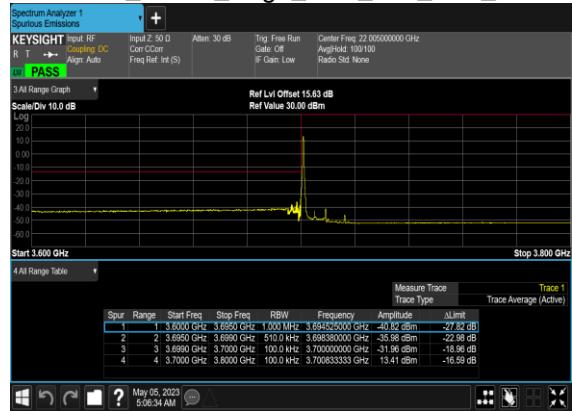 Spectrum Analyzer 1
Spurious Emissions
KEYSIGHT Input: RF Input Z: 50 Ω Atten: 30 dB Trig: Free Run Center Freq: 22.005000000 GHz
R T Coupling: DC Corr CCorr Gate: Off Avg|Hold: 100/100
Align: Auto Freq Ref: Int (S) IF Gain: Low Radio Std: None
PASS
3 All Range Graph
Ref Lvl Offset 15.63 dB
Scale/Div 10.0 dB Ref Value 30.00 dBm
Log
20.0
10.0
0.00
-10.0
-20.0
-30.0
-40.0
-50.0
-60.0
Start 3.600 GHz Stop 3.800 GHz
4 All Range Table
Measure Trace Trace 1
Trace Type Trace Average (Active)
Spur Range Start Freq Stop Freq RBW Frequency Amplitude ΔLimit
1 1 3.6000 GHz 3.6950 GHz 1.000 MHz 3.694525000 GHz -40.82 dBm -27.82 dB
2 2 3.6950 GHz 3.6990 GHz 510.0 kHz 3.698380000 GHz -35.98 dBm -22.98 dB
3 3 3.6990 GHz 3.7000 GHz 100.0 kHz 3.700000000 GHz -31.96 dBm -18.96 dB
4 4 3.7000 GHz 3.8000 GHz 100.0 kHz 3.700833333 GHz 13.41 dBm -16.59 dB
May 05, 2023
5:06:34 AM